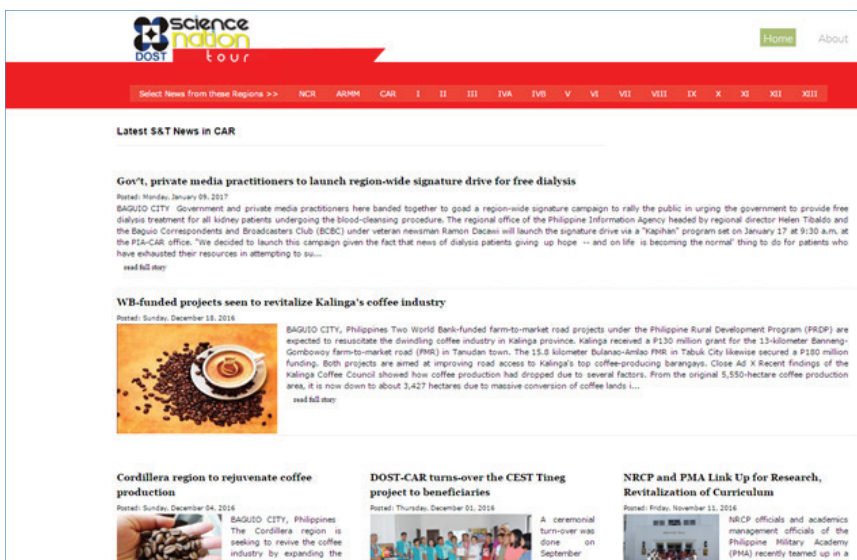 science
nation
tour
DOST
Home About
Select News from these Regions >> NCR ARMM CAR I II III IVA IVB V VI VII VIII IX X XI XII XIII
Latest S&T News in CAR
Gov't, private media practitioners to launch region-wide signature drive for free dialysis
Posted: Monday, January 09, 2017
BAGUIO CITY Government and private media practitioners here banded together to goad a region-wide signature campaign to rally the public in urging the government to provide free
dialysis treatment for all kidney patients undergoing the blood-cleansing procedure. The regional office of the Philippine Information Agency headed by regional director Helen Tibaldo and
the Baguio Correspondents and Broadcasters Club (BCBC) under veteran newsman Ramon Dacawi will launch the signature drive via a "Kapihan" program set on January 17 at 9:30 a.m. at
the PIA-CAR office. "We decided to launch this campaign given the fact that news of dialysis patients giving up hope -- and on life is becoming the normal' thing to do for patients who
have exhausted their resources in attempting to su...
read full story
WB-funded projects seen to revitalize Kalinga's coffee industry
Posted: Sunday, December 18, 2016
BAGUIO CITY, Philippines Two World Bank-funded farm-to-market road projects under the Philippine Rural Development Program (PRDP) are
expected to resuscitate the dwindling coffee industry in Kalinga province. Kalinga received a P130 million grant for the 13-kilometer Banneng-
Gombowoy farm-to-market road (FMR) in Tanudan town. The 15.8 kilometer Bulanao-Amlao FMR in Tabuk City likewise secured a P180 million
funding. Both projects are aimed at improving road access to Kalinga's top coffee-producing barangays. Close Ad X Recent findings of the
Kalinga Coffee Council showed how coffee production had dropped due to several factors. From the original 5,550-hectare coffee production
area, it is now down to about 3,427 hectares due to massive conversion of coffee lands i...
read full story
Cordillera region to rejuvenate coffee
production
Posted: Sunday, December 04, 2016
BAGUIO CITY, Philippines
The Cordillera region is
seeking to revive the coffee
industry by expanding the
DOST-CAR turns-over the CEST Tineg
project to beneficiaries
Posted: Thursday, December 01, 2016
A ceremonial
turn-over was
done on
September
NRCP and PMA Link Up for Research,
Revitalization of Curriculum
Posted: Friday, November 11, 2016
NRCP officials and academics
management officials of the
Philippine Military Academy
(PMA) recently teamed up in a